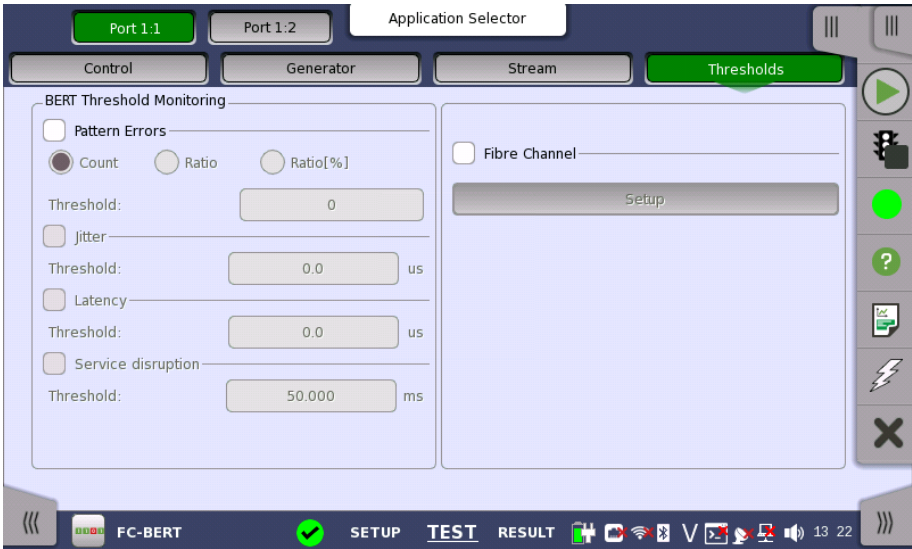 Port 1:1
Port 1:2
Application Selector
Control
Generator
Stream
Thresholds
BERT Threshold Monitoring
Pattern Errors
Count
Ratio
Ratio[%]
Threshold:
0
Jitter
Threshold:
0.0
us
Latency
Threshold:
0.0
us
Service disruption
Threshold:
50.000
ms
Fibre Channel
Setup
FC-BERT
SETUP
TEST
RESULT
V
13 22